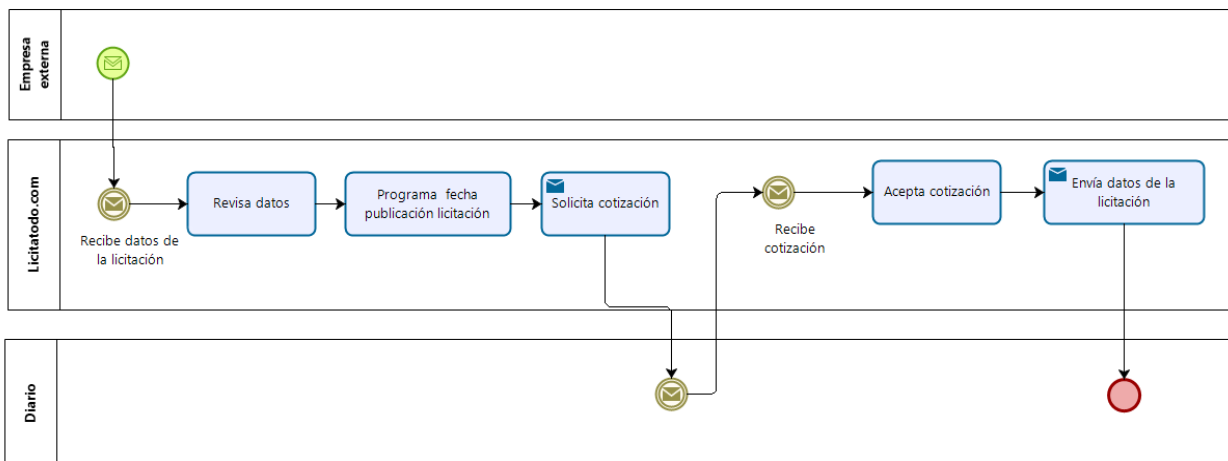 Empresa
externa
Licitatodo.com
Recibe datos de
la licitación
Revisa datos
Programa fecha
publicación licitación
Solicita cotización
Recibe
cotización
Acepta cotización
Envía datos de la
licitación
Diario